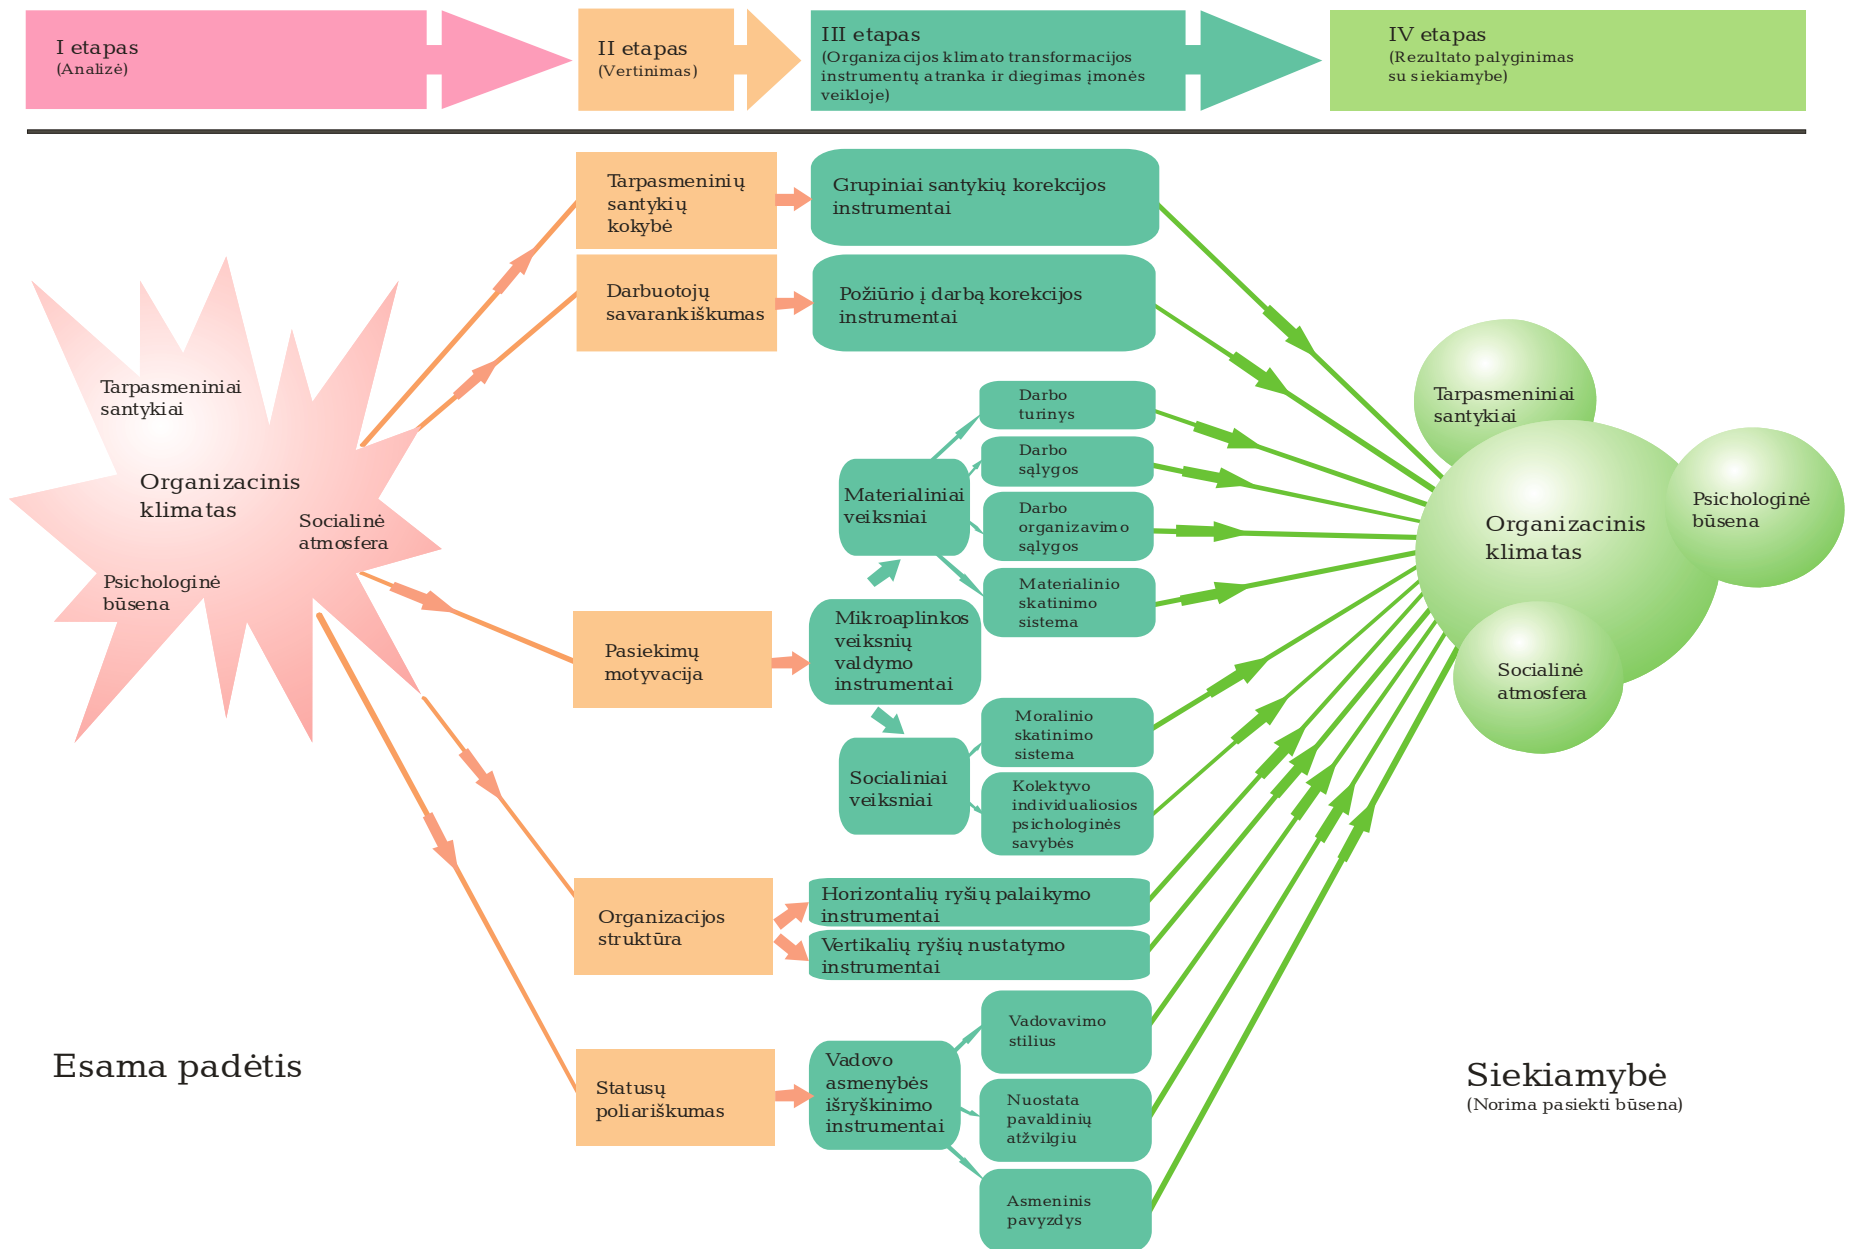 I etapas
(Analizė)
II etapas
(Vertinimas)
III etapas
(Organizacijos klimato transformacijos
instrumentų atranka ir diegimas įmonės
veikloje)
IV etapas
(Rezultato palyginimas
su siekiamybe)
Tarpasmeniniai
santykiai
Organizacinis
klimatas
Socialinė
atmosfera
Psichologinė
būsena
Esama padėtis
Tarpasmeninių
santykių
kokybė
Darbuotojų
savarankiškumas
Pasiekimų
motyvacija
Organizacijos
struktūra
Statusų
poliariškumas
Grupiniai santykių korekcijos
instrumentai
Požiūrio į darbą korekcijos
instrumentai
Materialiniai
veiksniai
Darbo
turinys
Darbo
sąlygos
Darbo
organizavimo
sąlygos
Materialinio
skatinimo
sistema
Mikroaplinkos
veiksnių
valdymo
instrumentai
Socialiniai
veiksniai
Moralinio
skatinimo
sistema
Kolektyvo
individualiosios
psichologinės
savybės
Horizontalių ryšių palaikymo
instrumentai
Vertikalių ryšių nustatymo
instrumentai
Vadovo
asmenybės
išryškinimo
instrumentai
Vadovavimo
stilius
Nuostata
pavaldinių
atžvilgiu
Asmeninis
pavyzdys
Tarpasmeniniai
santykiai
Organizacinis
klimatas
Psichologinė
būsena
Socialinė
atmosfera
Siekiamybė
(Norima pasiekti būsena)